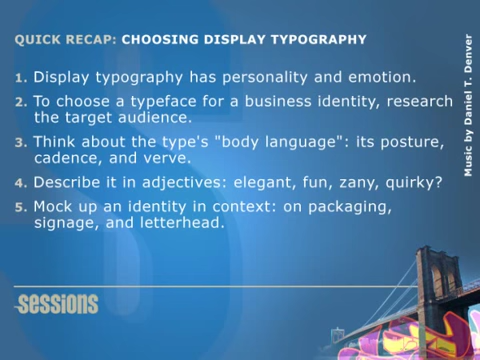 QUICK RECAP: CHOOSING DISPLAY TYPOGRAPHY
1. Display typography has personality and emotion.
2. To choose a typeface for a business identity, research
the target audience.
3. Think about the type's "body language": its posture,
cadence, and verve.
4. Describe it in adjectives: elegant, fun, zany, quirky?
5. Mock up an identity in context: on packaging,
signage, and letterhead.
sessions
Music by Daniel T. Denver